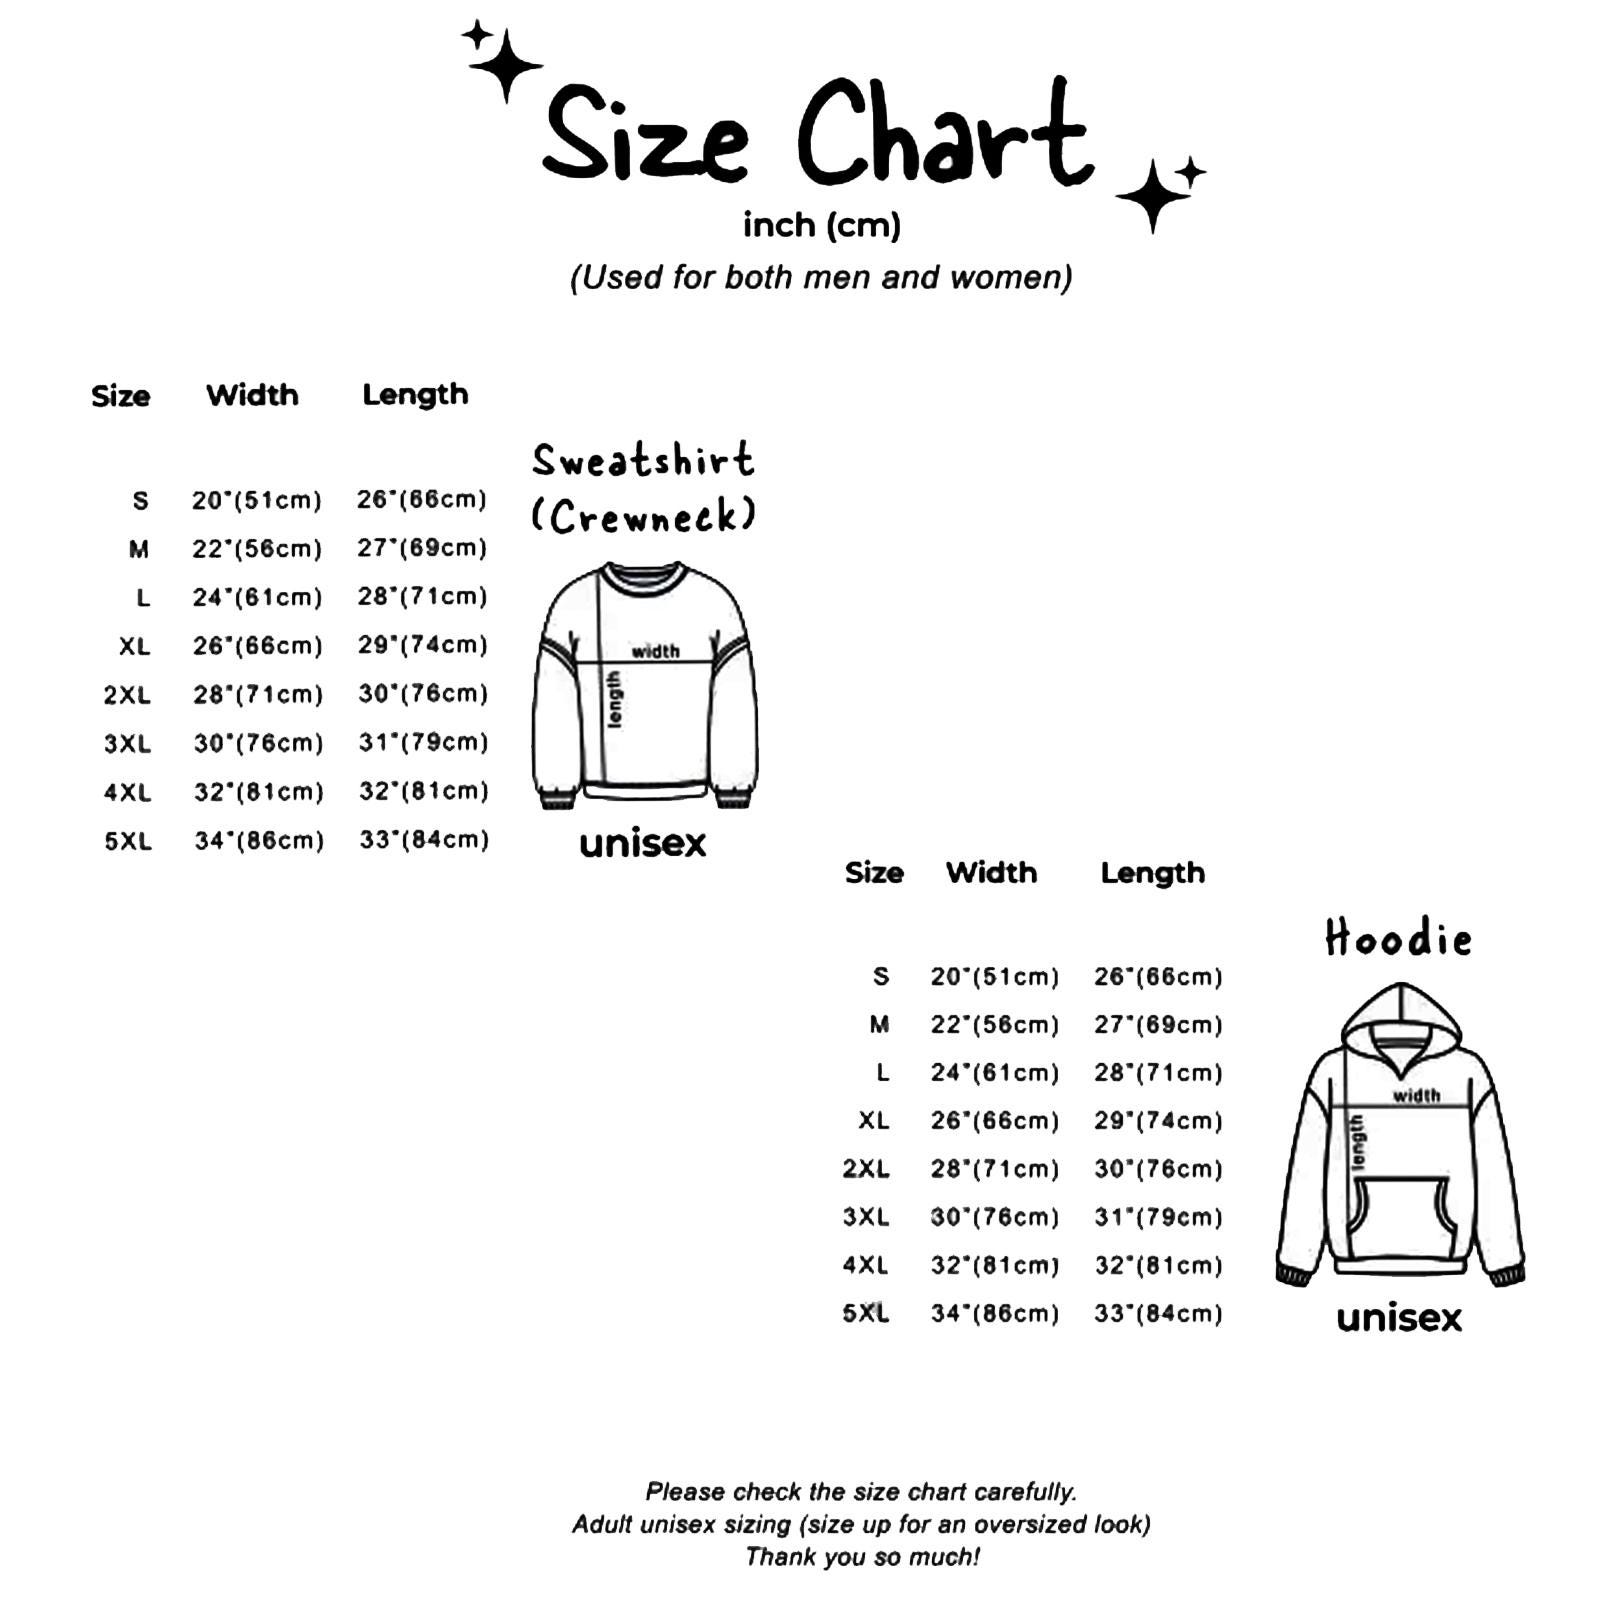 Size Chart
inch (cm)
(Used for both men and women)
Size Width Length
S 20"(51cm) 26"(66cm)
M 22"(56cm) 27"(69cm)
L 24"(61cm) 28"(71cm)
XL 26"(66cm) 29"(74cm)
2XL 28"(71cm) 30"(76cm)
3XL 30"(76cm) 31"(79cm)
4XL 32"(81cm) 32"(81cm)
5XL 34"(86cm) 33"(84cm)
Sweatshirt
(Crewneck)
width
length
unisex
Size Width Length
S 20"(51cm) 26"(66cm)
M 22"(56cm) 27"(69cm)
L 24"(61cm) 28"(71cm)
XL 26"(66cm) 29"(74cm)
2XL 28"(71cm) 30"(76cm)
3XL 30"(76cm) 31"(79cm)
4XL 32"(81cm) 32"(81cm)
5XL 34"(86cm) 33"(84cm)
Hoodie
width
length
unisex
Please check the size chart carefully.
Adult unisex sizing (size up for an oversized look)
Thank you so much!